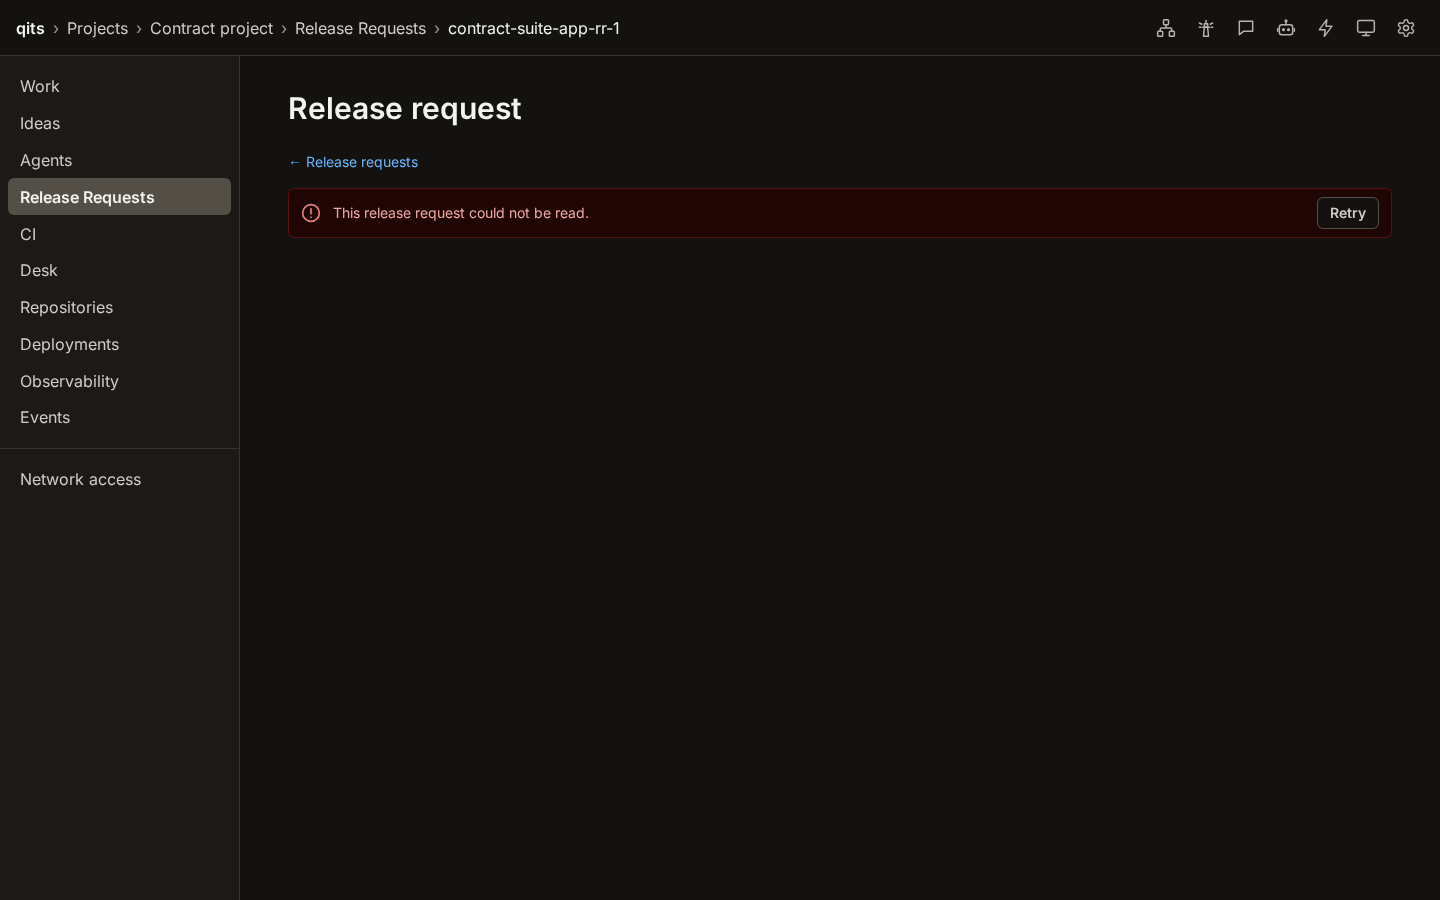 qits › Projects › Contract project › Release Requests › contract-suite-app-rr-1
Work
Ideas
Agents
Release Requests
CI
Desk
Repositories
Deployments
Observability
Events
Network access
Release request
← Release requests
This release request could not be read.
Retry